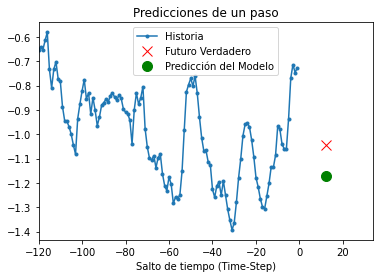 Predicciones de un paso
Historia
Futuro Verdadero
Predicción del Modelo
−0.6
−0.7
−0.8
−0.9
−1.0
−1.1
−1.2
−1.3
−1.4
−120 −100 −80 −60 −40 −20 0 20
Salto de tiempo (Time-Step)